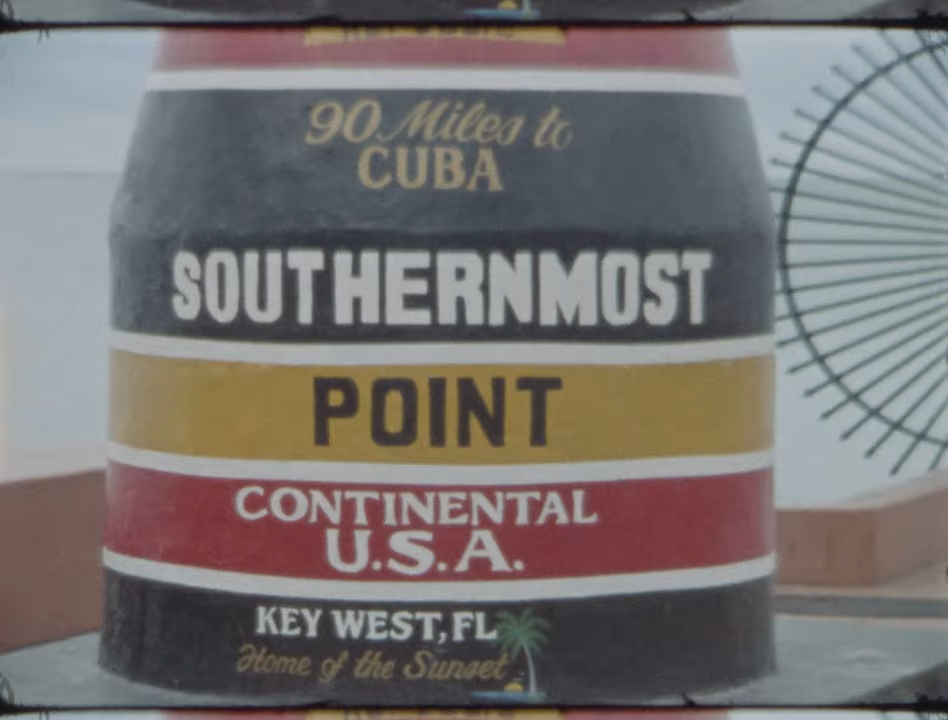 90 Miles to
CUBA
SOUTHERNMOST
POINT
CONTINENTAL
U.S.A.
KEY WEST, FL
Home of the Sunset